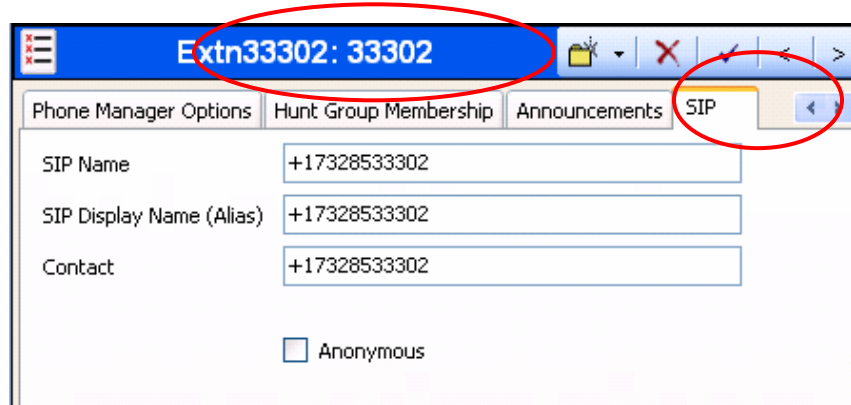 Extn33302: 33302
Phone Manager Options Hunt Group Membership Announcements SIP
SIP Name +17328533302
SIP Display Name (Alias) +17328533302
Contact +17328533302
Anonymous